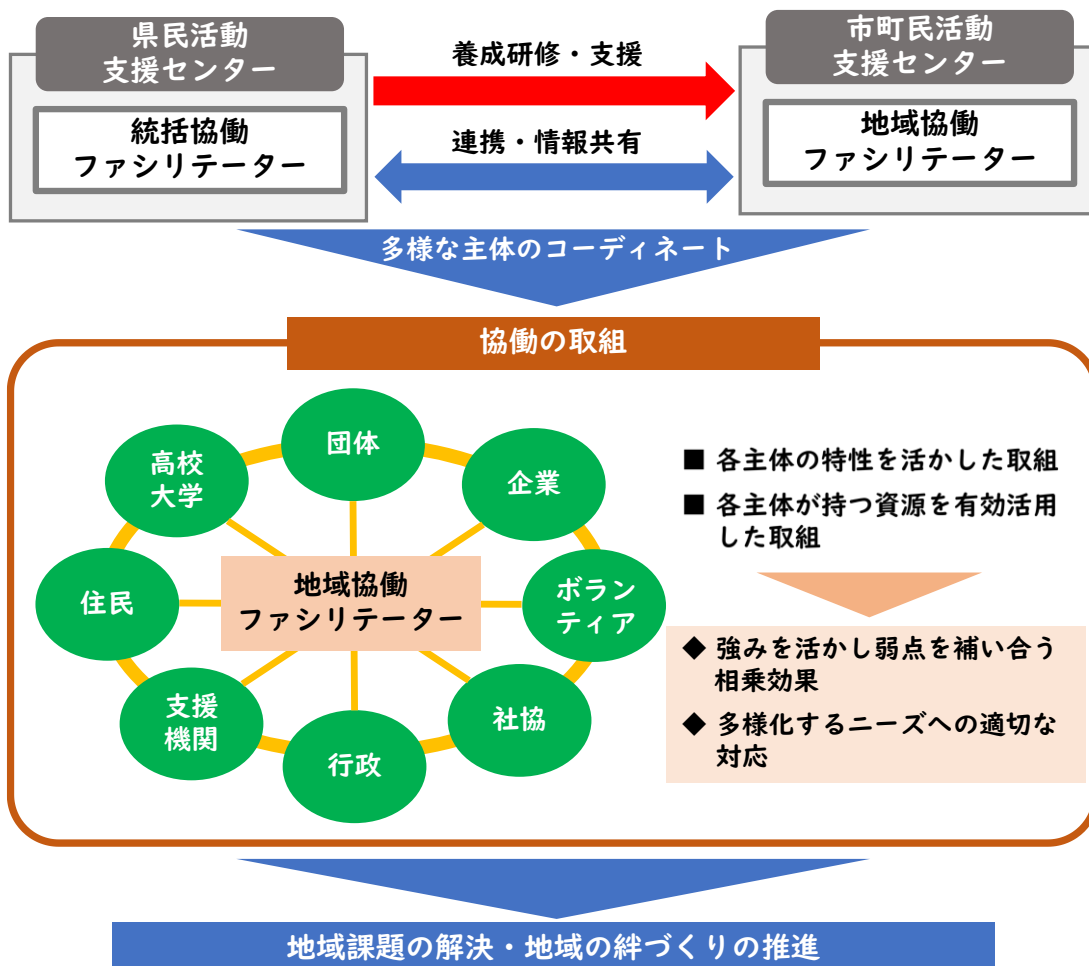 県民活動
支援センター
統括協働
ファシリテーター
養成研修・支援
連携・情報共有
市町民活動
支援センター
地域協働
ファシリテーター
多様な主体のコーディネート
協働の取組
団体
企業
ボラン
ティア
社協
行政
支援
機関
住民
高校
大学
地域協働
ファシリテーター
■ 各主体の特性を活かした取組
■ 各主体が持つ資源を有効活用
した取組
◆ 強みを活かし弱点を補い合う
相乗効果
◆ 多様化するニーズへの適切な
対応
地域課題の解決・地域の絆づくりの推進